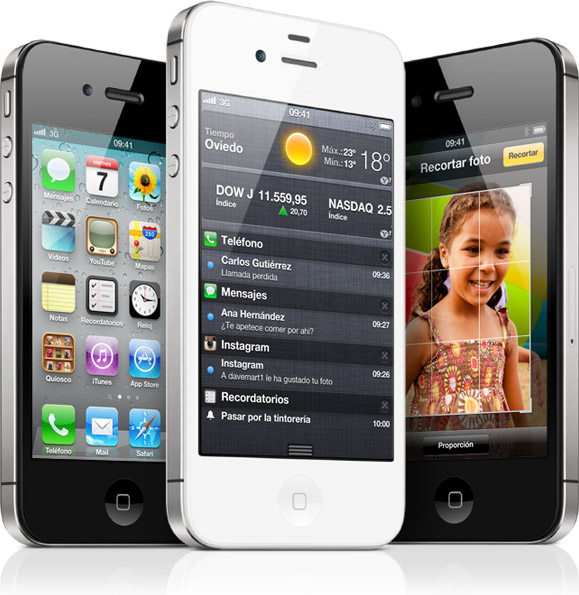 3G
09:41
Mensajes
viernes
7
Calendario
Fotos
Vídeos
YouTube
280
Mapas
Notas
Recordatorios
Reloj
Quiosco
iTunes
App Store
Teléfono
Mail
Safari
3G
09:41
Tiempo
Oviedo
Máx.:23°
Mín.:13°
18°
DOW J 11.559,95
Índice
20,70
NASDAQ 2.5
Índice
Teléfono
Carlos Gutiérrez
Llamada perdida
09:36
Mensajes
Ana Hernández
¿Te apetece comer por ahí?
09:27
Instagram
Instagram
A davemart1 le ha gustado tu foto
09:26
Recordatorios
Pasar por la tintorería
10:00
09:41
Recortar foto
Recortar
Proporción